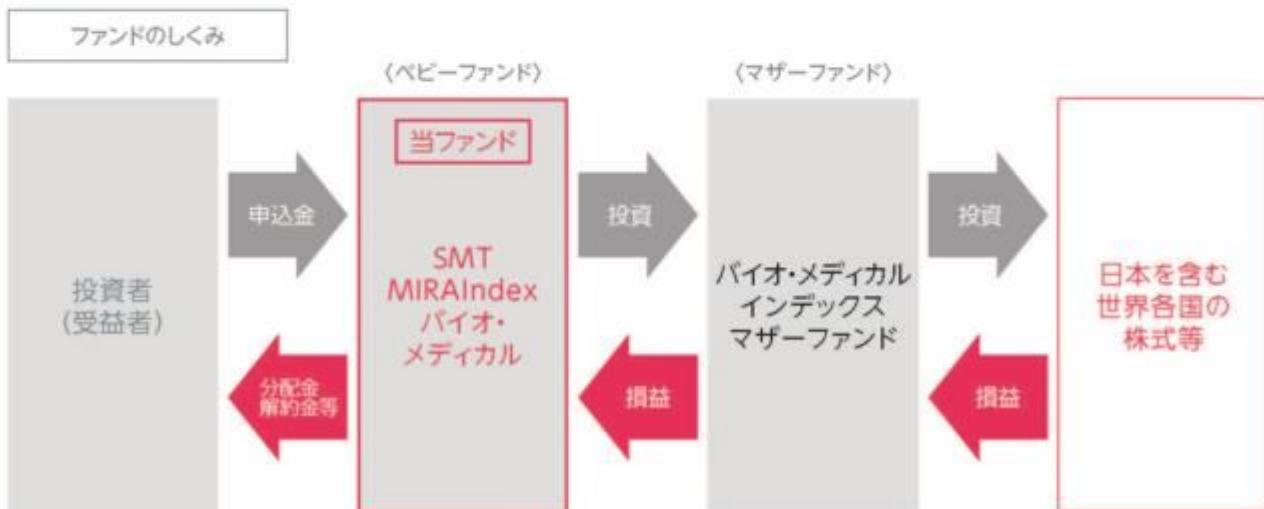 ファンドのしくみ
〈ベビーファンド〉
〈マザーファンド〉
投資者
(受益者)
申込金
分配金
解約金等
当ファンド
SMT
MIRAIndex
バイオ・
メディカル
投資
損益
バイオ・メディカル
インデックス
マザーファンド
投資
損益
日本を含む
世界各国の
株式等